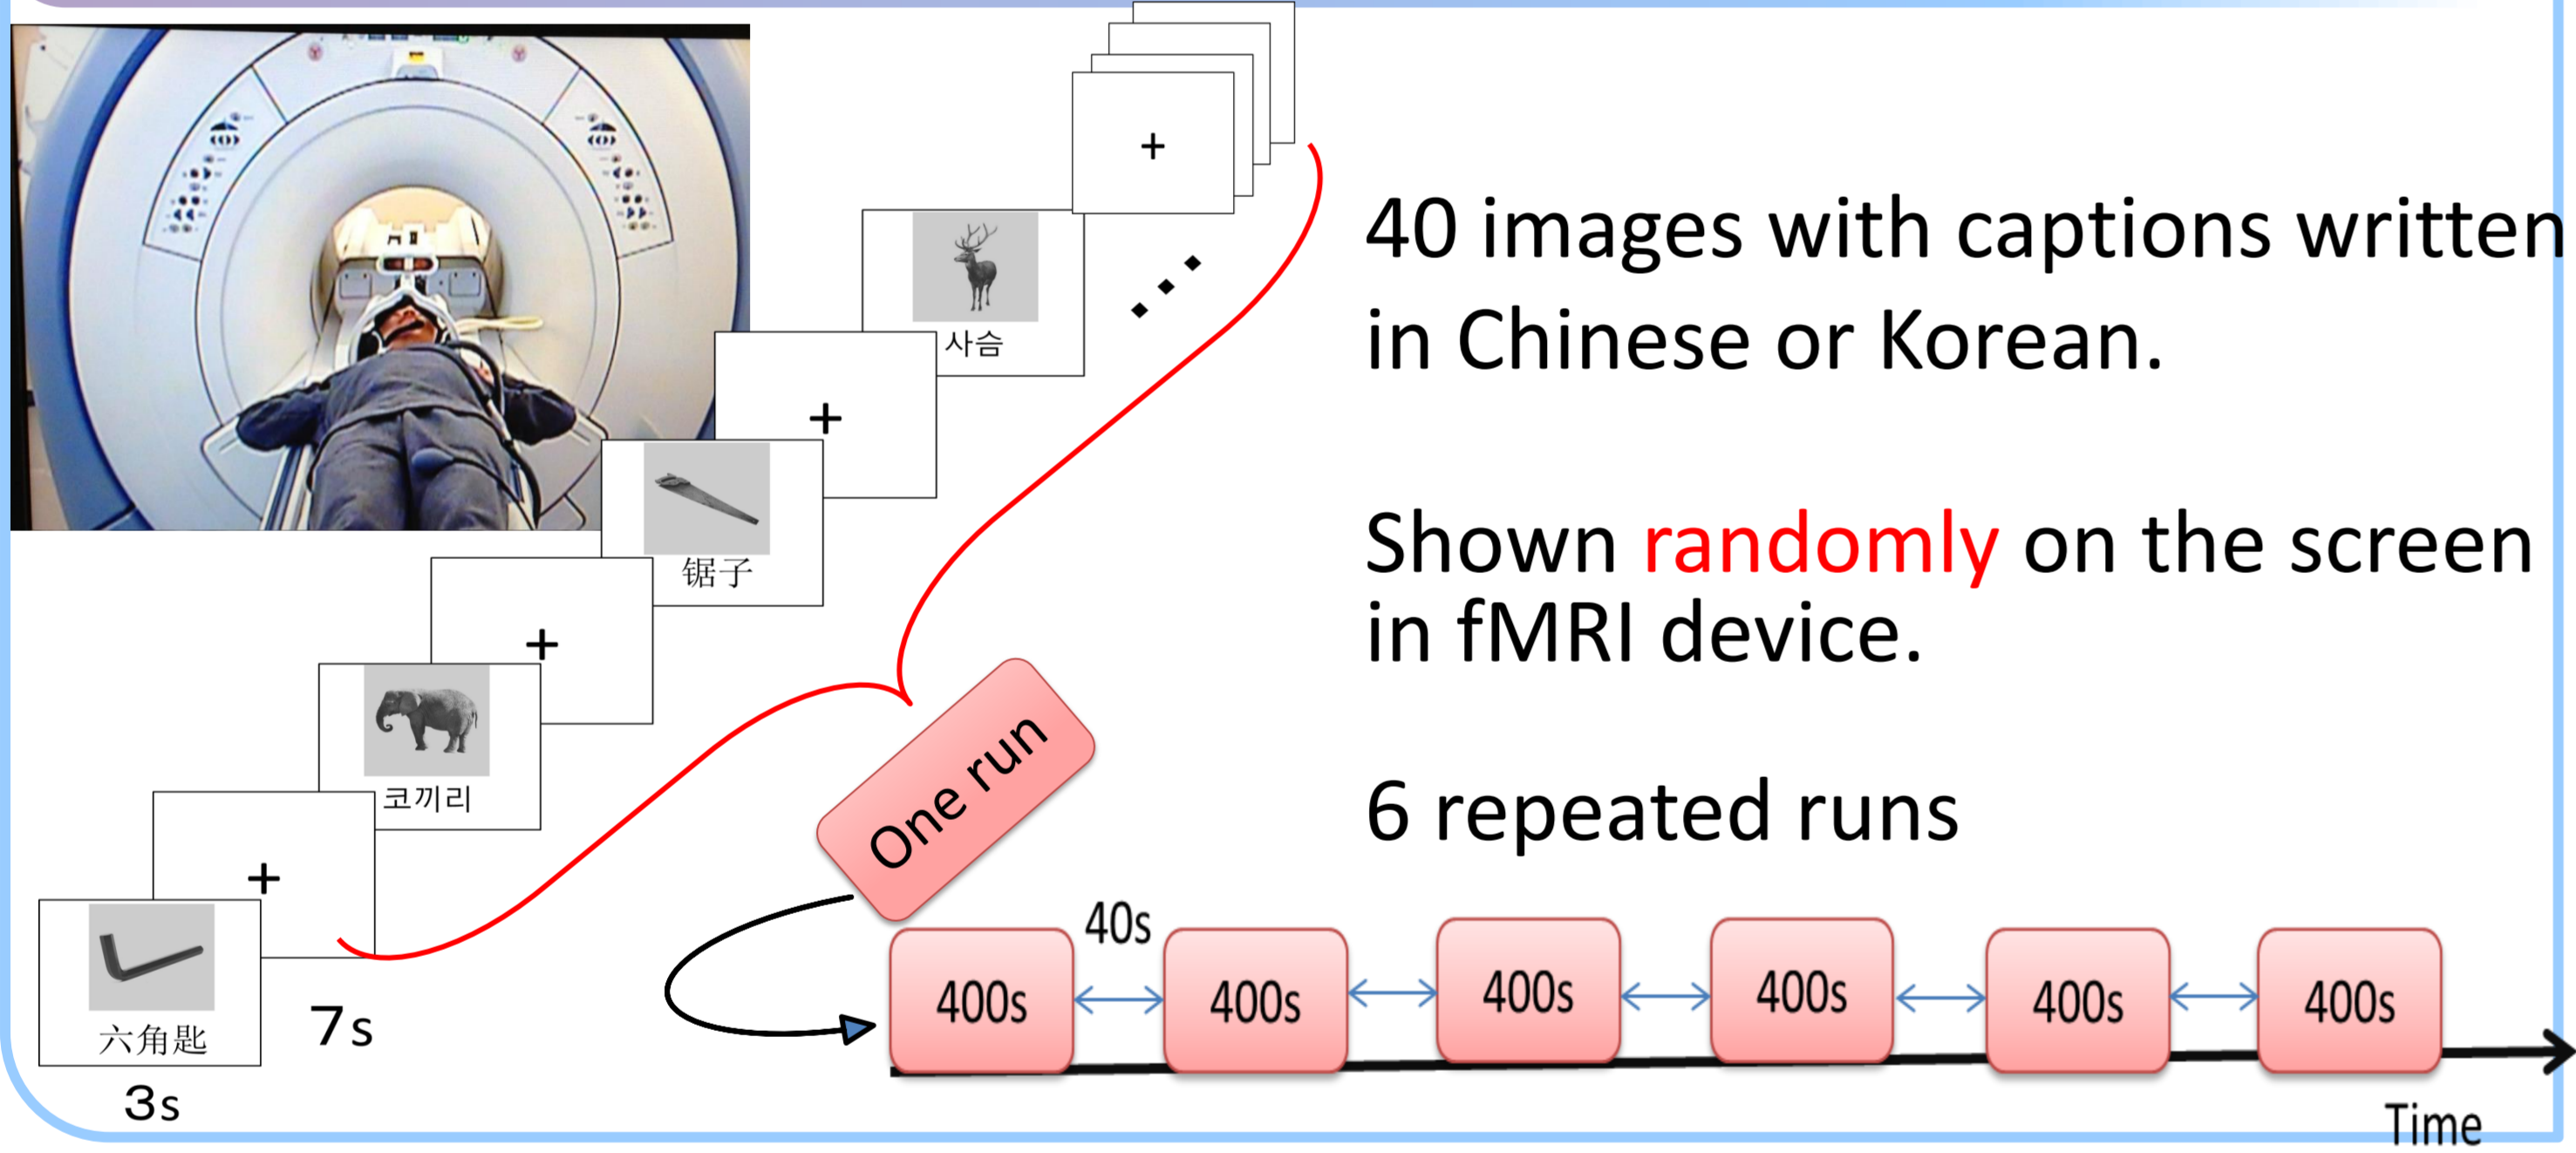 40 images with captions written
in Chinese or Korean.
Shown randomly on the screen
in fMRI device.
6 repeated runs
+
사슴
+
锯子
+
코끼리
+
六角匙
3s
7s
One run
40s
400s
400s
400s
400s
400s
400s
Time